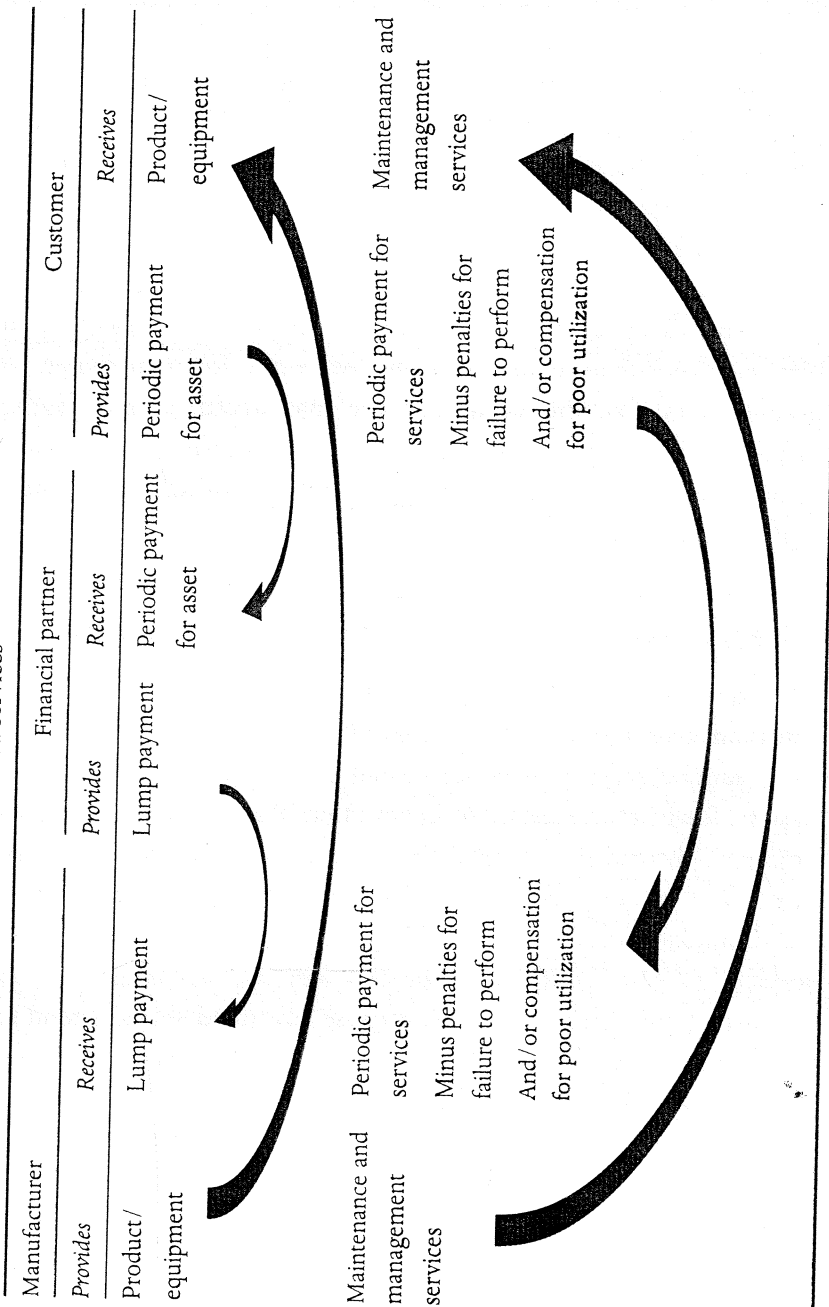 Manufacturer
Financial partner
Customer
Provides
Receives
Provides
Receives
Provides
Receives
Product/
equipment
Lump payment
Lump payment
Periodic payment
for asset
Periodic payment
for asset
Product/
equipment
Maintenance and
management
services
Periodic payment for
services
Minus penalties for
failure to perform
And/or compensation
for poor utilization
Periodic payment for
services
Minus penalties for
failure to perform
And/or compensation
for poor utilization
Maintenance and
management
services